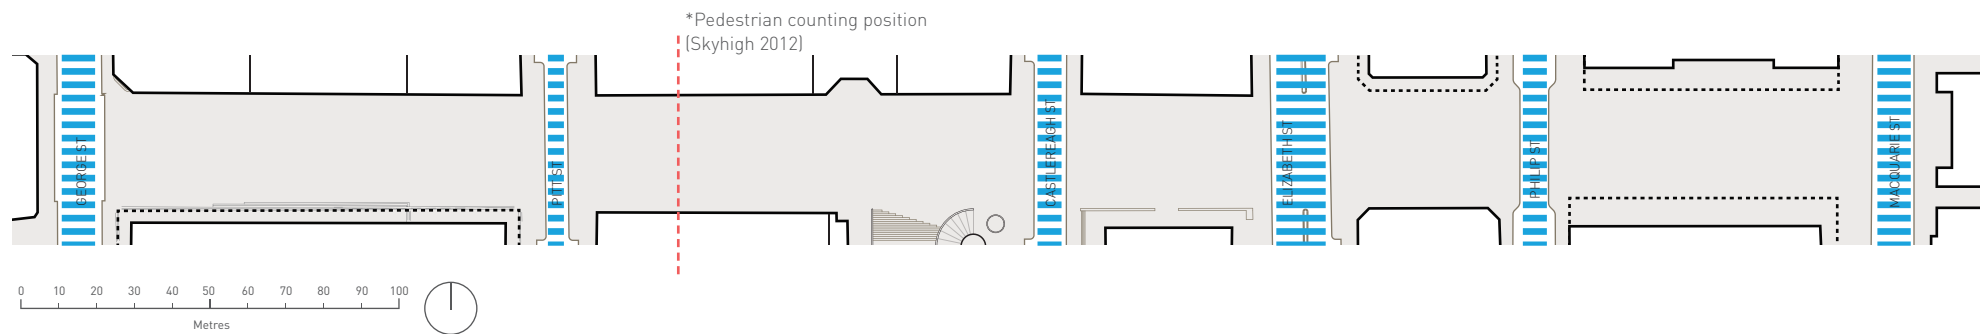 *Pedestrian counting position
(Skyhigh 2012)
GEORGE ST
PITT ST
CASTLEREAGH ST
ELIZABETH ST
PHILIP ST
MACQUARIE ST
0 10 20 30 40 50 60 70 80 90 100
Metres